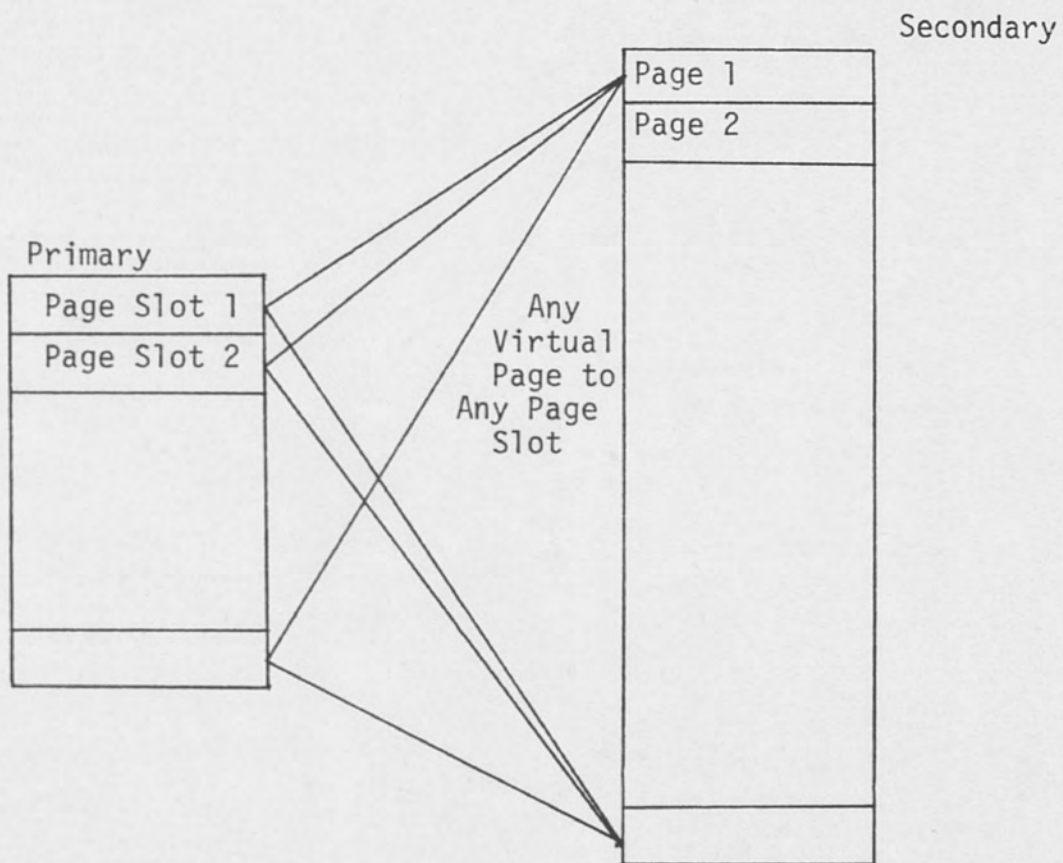 Secondary
Page 1
Page 2
Primary
Page Slot 1
Page Slot 2
Any
Virtual
Page to
Any Page
Slot